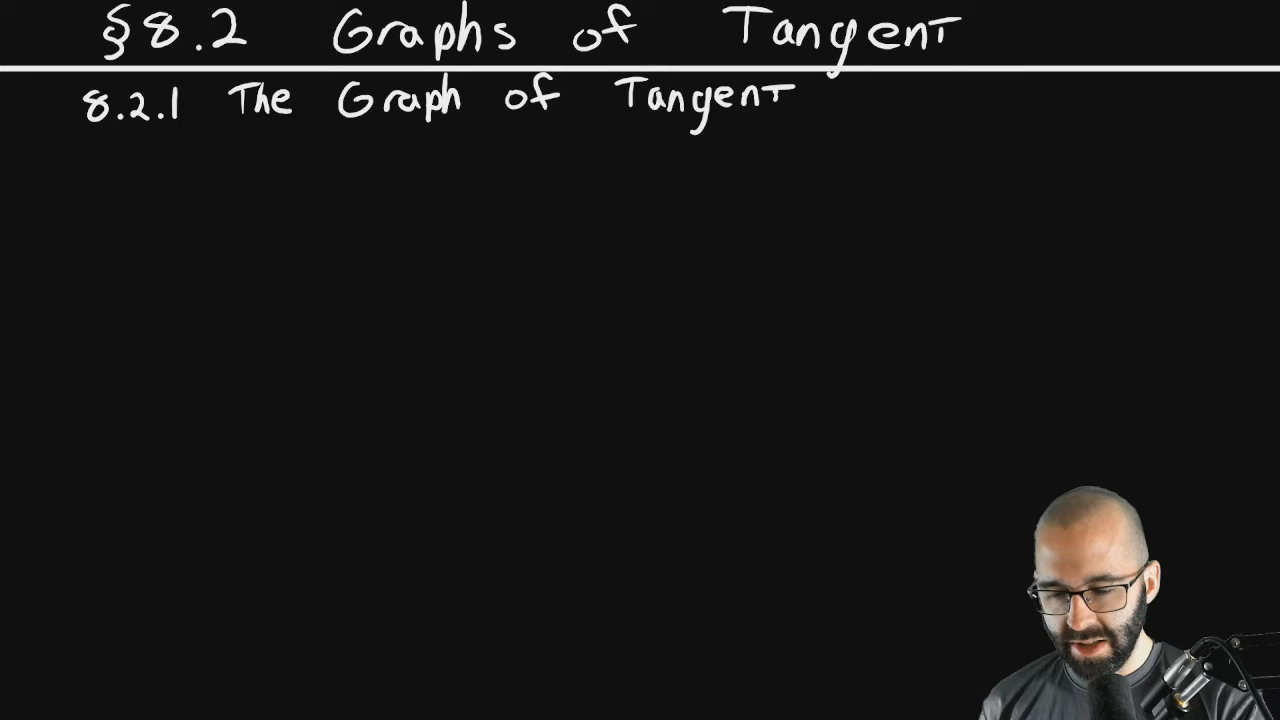 §8.2 Graphs of Tangent
8.2.1 The Graph of Tangent